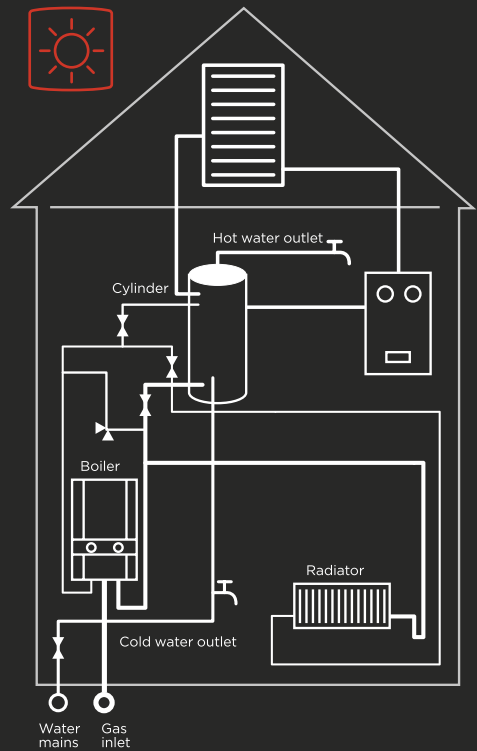 Hot water outlet
Cylinder
Boiler
Radiator
Cold water outlet
Water
mains
Gas
inlet